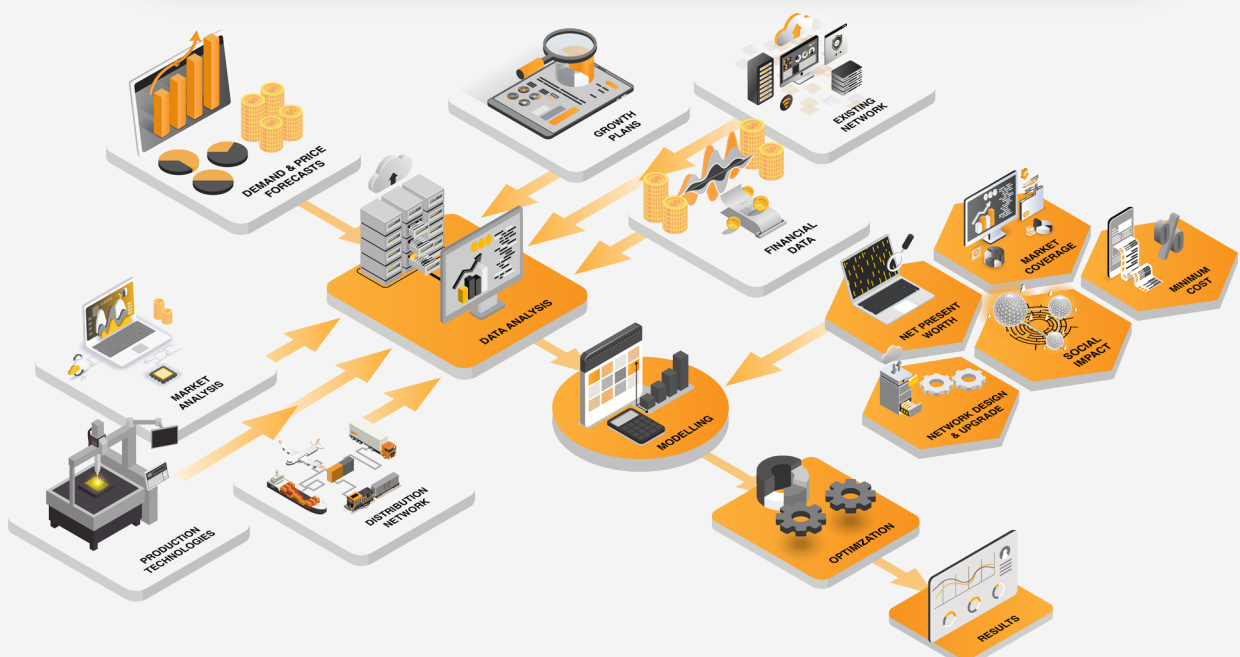 DEMAND & PRICE
FORECASTS
GROWTH
PLANS
EXISTING
NETWORK
FINANCIAL
DATA
MARKET
COVERAGE
MINIMUM
COST
NET PRESENT
WORTH
SOCIAL
IMPACT
NETWORK DESIGN
& UPGRADE
DATA ANALYSIS
MARKET
ANALYSIS
MODELLING
PRODUCTION
TECHNOLOGIES
DISTRIBUTION
NETWORK
OPTIMIZATION
RESULTS